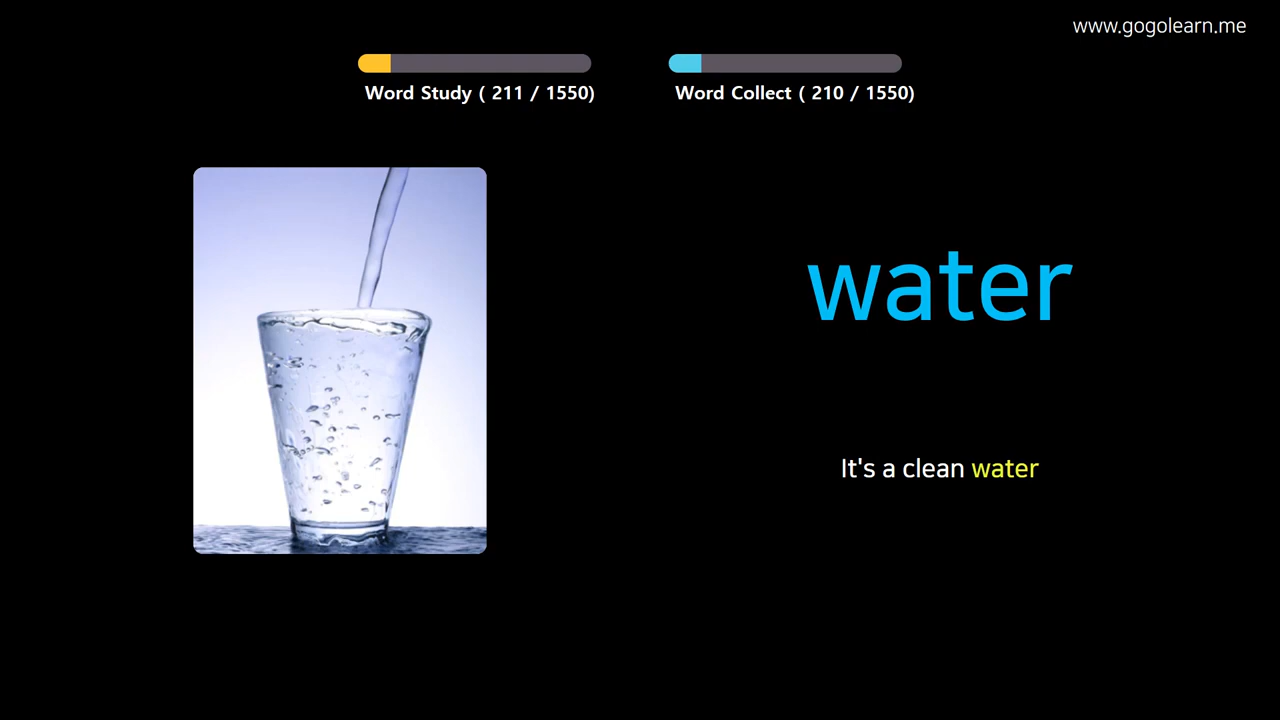 www.gogolearn.me
Word Study ( 211 / 1550)
Word Collect ( 210 / 1550)
water
It's a clean water